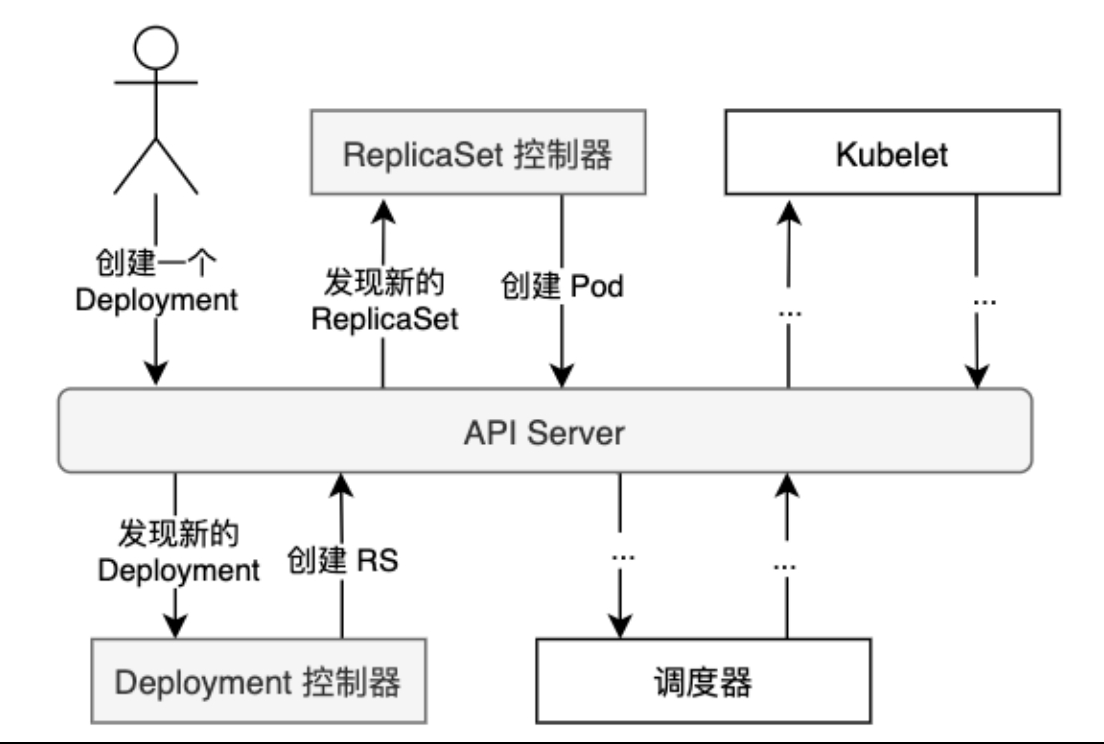 ReplicaSet 控制器
Kubelet
创建一个
Deployment
发现新的
ReplicaSet
创建 Pod
...
...
API Server
发现新的
Deployment
创建 RS
...
...
Deployment 控制器
调度器